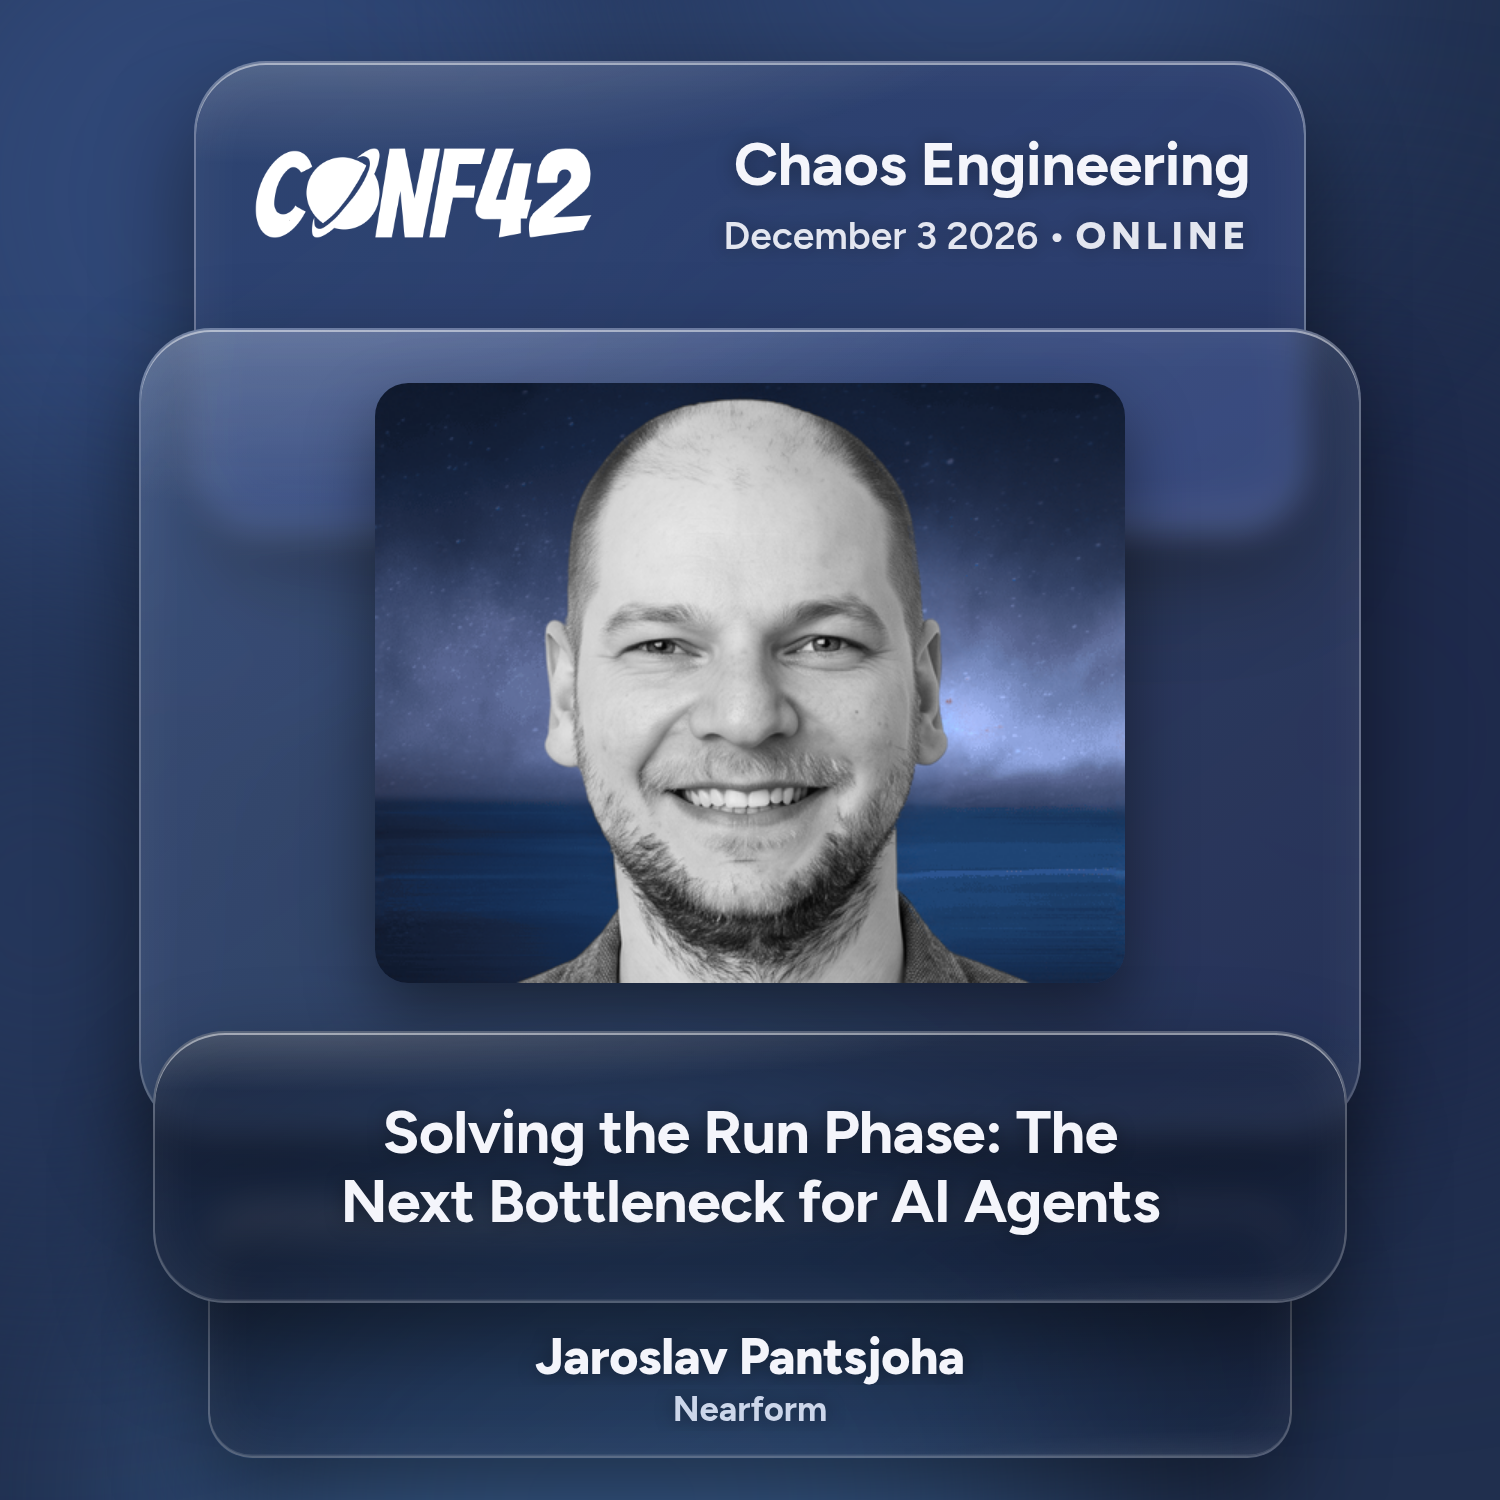 CONF42
Chaos Engineering
December 3 2026 • ONLINE
Solving the Run Phase: The
Next Bottleneck for AI Agents
Jaroslav Pantsjoha
Nearform